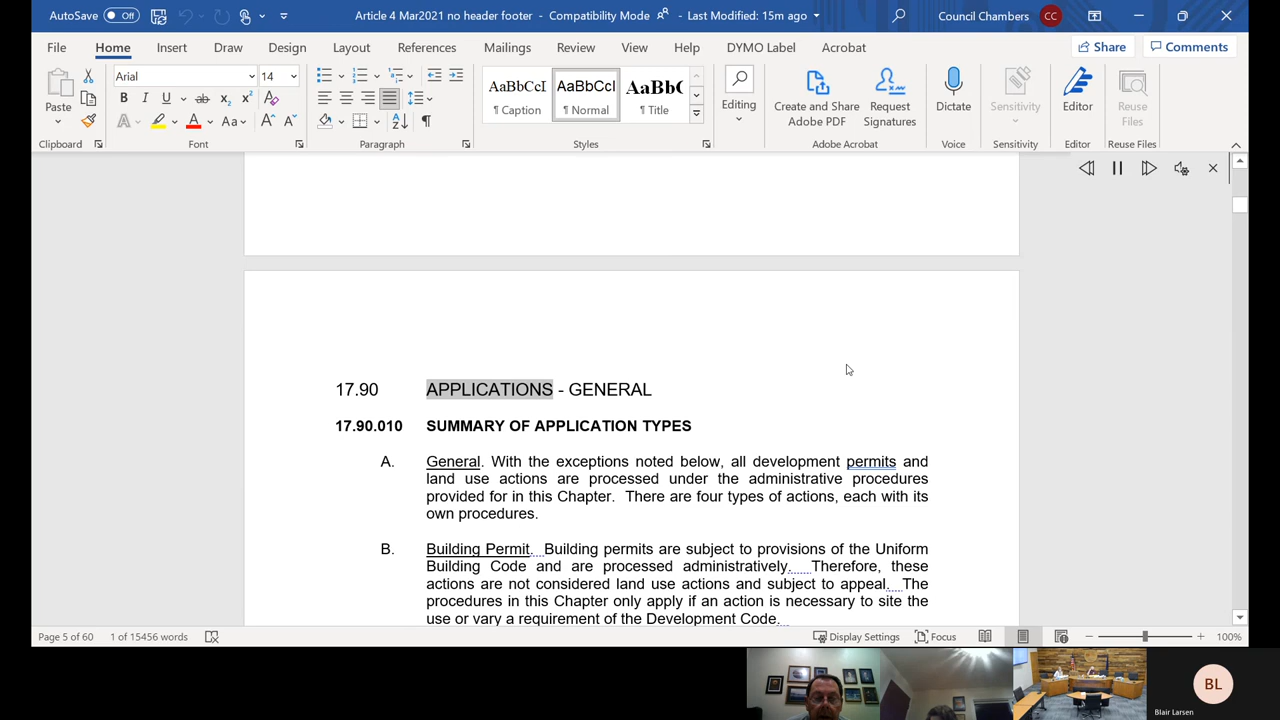 AutoSave Off Article 4 Mar2021 no header footer - Compatibility Mode - Last Modified: 15m ago Council Chambers CC
File Home Insert Draw Design Layout References Mailings Review View Help DYMO Label Acrobat Share Comments
Paste Arial 14 AaBbCcI AaBbCcI AaBbC Editing Create and Share Adobe PDF Request Signatures Dictate Sensitivity Editor Reuse Files
B I U ab x₂ x² A A Aa A A A ¶ Caption ¶ Normal ¶ Title
Clipboard Font Paragraph Styles Adobe Acrobat Voice Sensitivity Editor Reuse Files
17.90 APPLICATIONS - GENERAL
17.90.010 SUMMARY OF APPLICATION TYPES
A. General. With the exceptions noted below, all development permits and
land use actions are processed under the administrative procedures
provided for in this Chapter. There are four types of actions, each with its
own procedures.
B. Building Permit. Building permits are subject to provisions of the Uniform
Building Code and are processed administratively. Therefore, these
actions are not considered land use actions and subject to appeal. The
procedures in this Chapter only apply if an action is necessary to site the
use or vary a requirement of the Development Code.
Page 5 of 60 1 of 15456 words Display Settings Focus 100%
BL
Blair Larsen